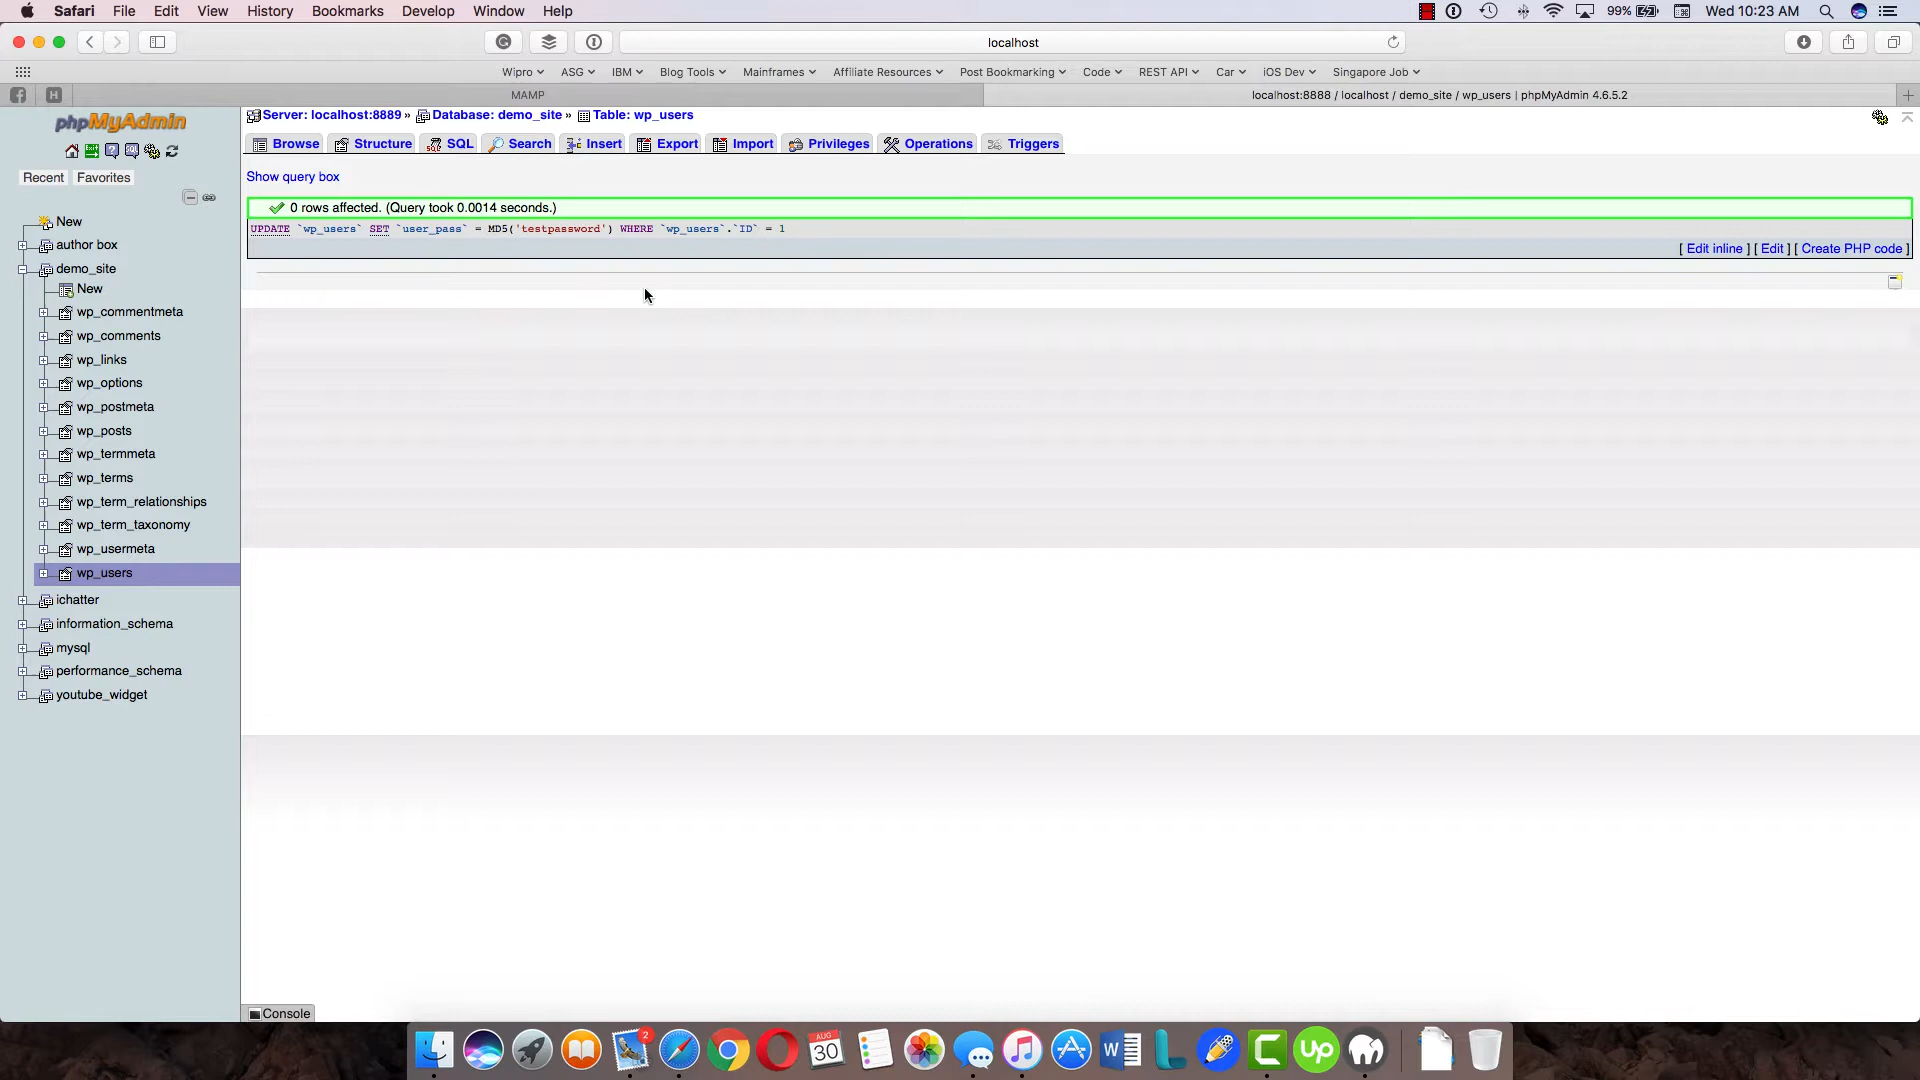 Safari File Edit View History Bookmarks Develop Window Help 99% Wed 10:23 AM
localhost
Wipro ASG IBM Blog Tools Mainframes Affiliate Resources Post Bookmarking Code REST API Car iOS Dev Singapore Job
MAMP localhost:8888 / localhost / demo_site / wp_users | phpMyAdmin 4.6.5.2
phpMyAdmin
Server: localhost:8889 » Database: demo_site » Table: wp_users
Browse Structure SQL Search Insert Export Import Privileges Operations Triggers
Recent Favorites
Show query box
0 rows affected. (Query took 0.0014 seconds.)
UPDATE `wp_users` SET `user_pass` = MD5('testpassword') WHERE `wp_users`.`ID` = 1
[ Edit inline ] [ Edit ] [ Create PHP code ]
New
author box
demo_site
New
wp_commentmeta
wp_comments
wp_links
wp_options
wp_postmeta
wp_posts
wp_termmeta
wp_terms
wp_term_relationships
wp_term_taxonomy
wp_usermeta
wp_users
ichatter
information_schema
mysql
performance_schema
youtube_widget
Console
2
AUG
30
W
L
C
Up